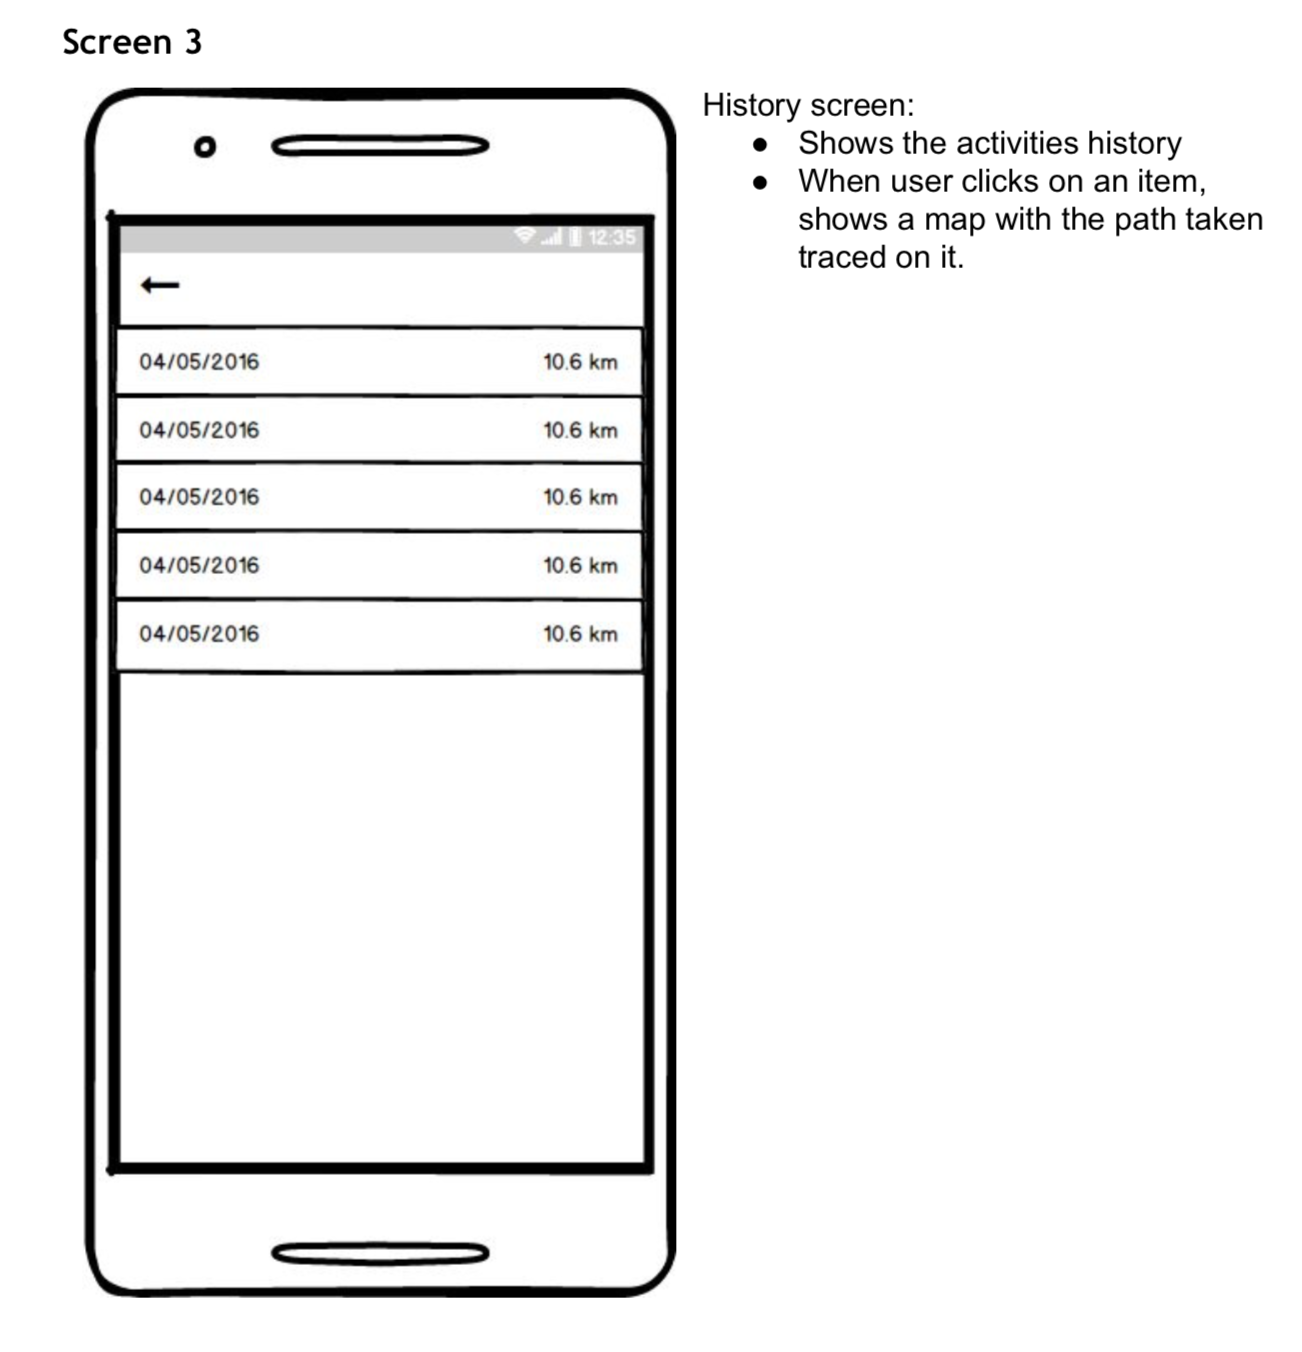 Screen 3
History screen:
● Shows the activities history
● When user clicks on an item,
shows a map with the path taken
traced on it.
12:35
04/05/2016 10.6 km
04/05/2016 10.6 km
04/05/2016 10.6 km
04/05/2016 10.6 km
04/05/2016 10.6 km